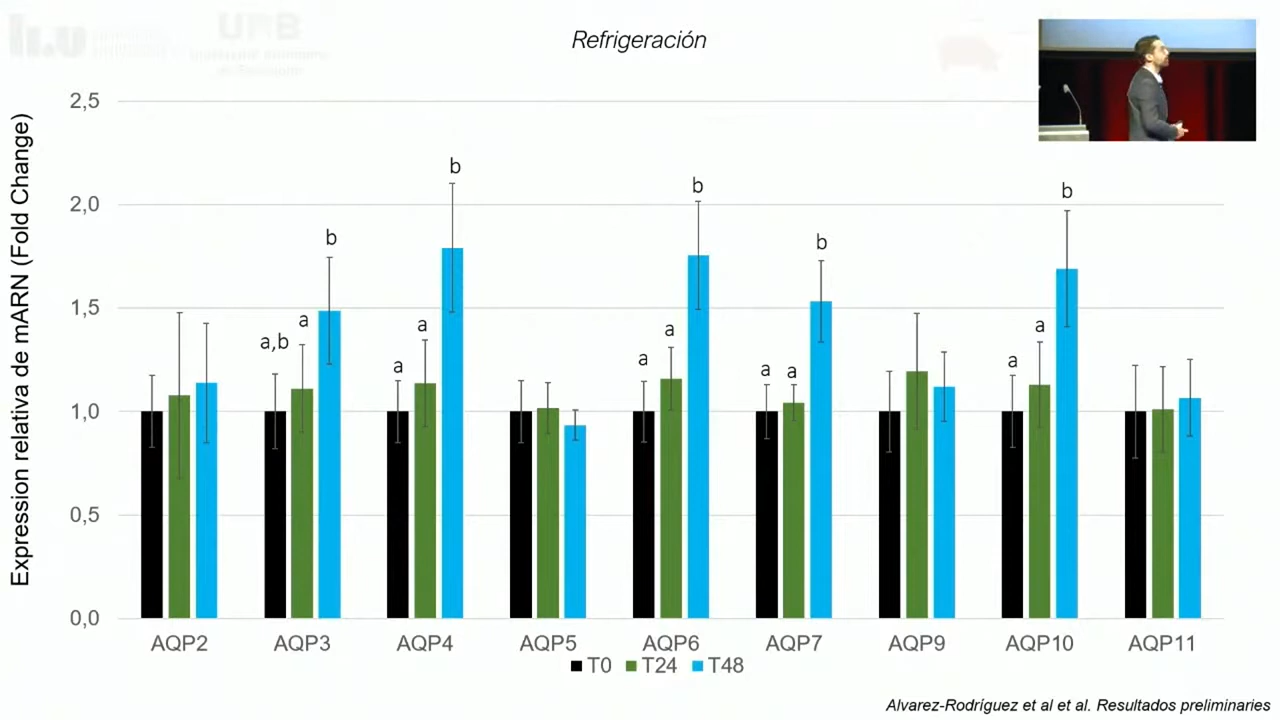 Refrigeración
Expression relativa de mARN (Fold Change)
2,5
2,0
1,5
1,0
0,5
0,0
a,b
a
b
a
a
b
a
a
b
a
a
b
a
a
b
AQP2
AQP3
AQP4
AQP5
AQP6
AQP7
AQP9
AQP10
AQP11
T0
T24
T48
Alvarez-Rodríguez et al et al. Resultados preliminaries